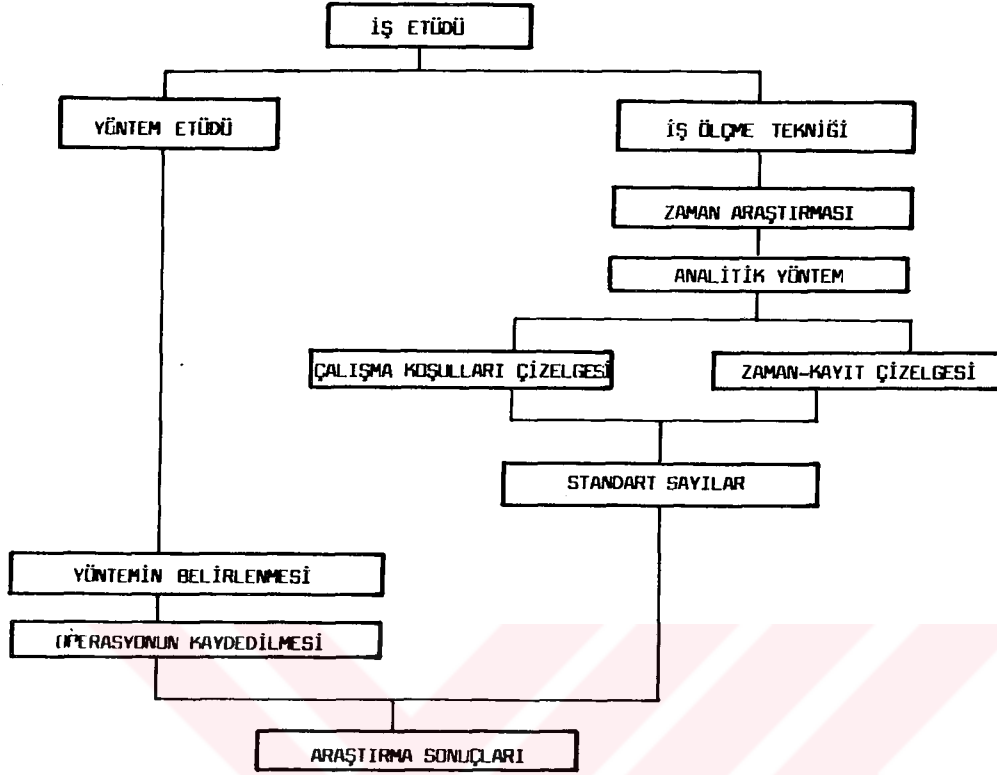 İŞ ETÜDÜ
YÖNTEM ETÜDÜ
İŞ ÖLÇME TEKNİĞİ
ZAMAN ARAŞTIRMASI
ANALİTİK YÖNTEM
ÇALIŞMA KOŞULLARI ÇİZELGESİ
ZAMAN-KAYIT ÇİZELGESİ
STANDART SAYILAR
YÖNTEMİN BELİRLENMESİ
OPERASYONUN KAYDEDİLMESİ
ARAŞTIRMA SONUÇLARI